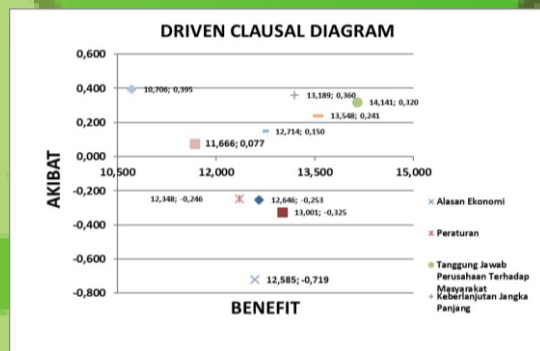 DRIVEN CLAUSAL DIAGRAM
0,600
0,400
0,200
0,000
-0,200
-0,400
-0,600
-0,800
10,500
12,000
13,500
15,000
10,706; 0,395
13,189; 0,360
14,141; 0,320
13,548; 0,241
12,714; 0,150
11,666; 0,077
12,348; -0,246
12,646; -0,253
13,001; -0,325
12,585; -0,719
AKIBAT
BENEFIT
Alasan Ekonomi
Peraturan
Tanggung Jawab
Perusahaan Terhadap
Masyarakat
Keberlanjutan Jangka
Panjang